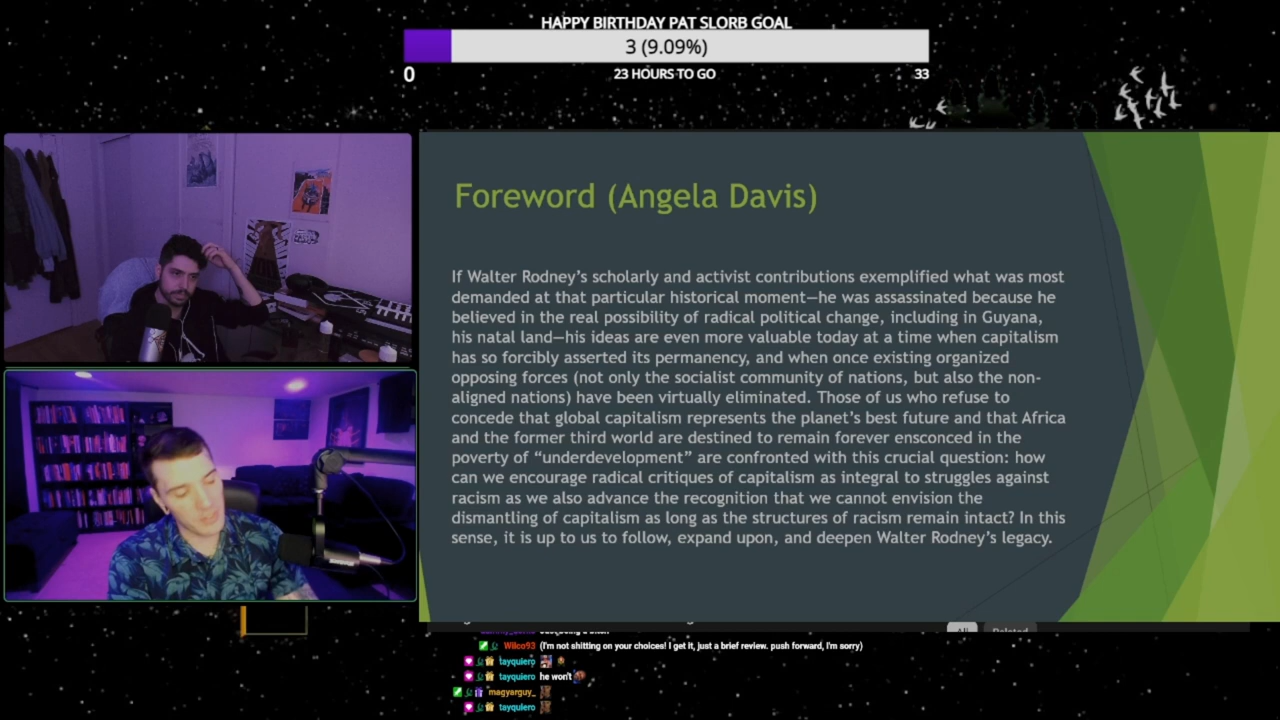 HAPPY BIRTHDAY PAT SLORB GOAL
3 (9.09%)
0
23 HOURS TO GO
33
Foreword (Angela Davis)
If Walter Rodney’s scholarly and activist contributions exemplified what was most
demanded at that particular historical moment—he was assassinated because he
believed in the real possibility of radical political change, including in Guyana,
his natal land—his ideas are even more valuable today at a time when capitalism
has so forcibly asserted its permanency, and when once existing organized
opposing forces (not only the socialist community of nations, but also the non-
aligned nations) have been virtually eliminated. Those of us who refuse to
concede that global capitalism represents the planet’s best future and that Africa
and the former third world are destined to remain forever ensconced in the
poverty of “underdevelopment” are confronted with this crucial question: how
can we encourage radical critiques of capitalism as integral to struggles against
racism as we also advance the recognition that we cannot envision the
dismantling of capitalism as long as the structures of racism remain intact? In this
sense, it is up to us to follow, expand upon, and deepen Walter Rodney’s legacy.
All
Related
Wilco93 (I'm not shitting on your choices! I get it, just a brief review. push forward, I'm sorry)
tayquiero
tayquiero he won't
magyarguy_
tayquiero